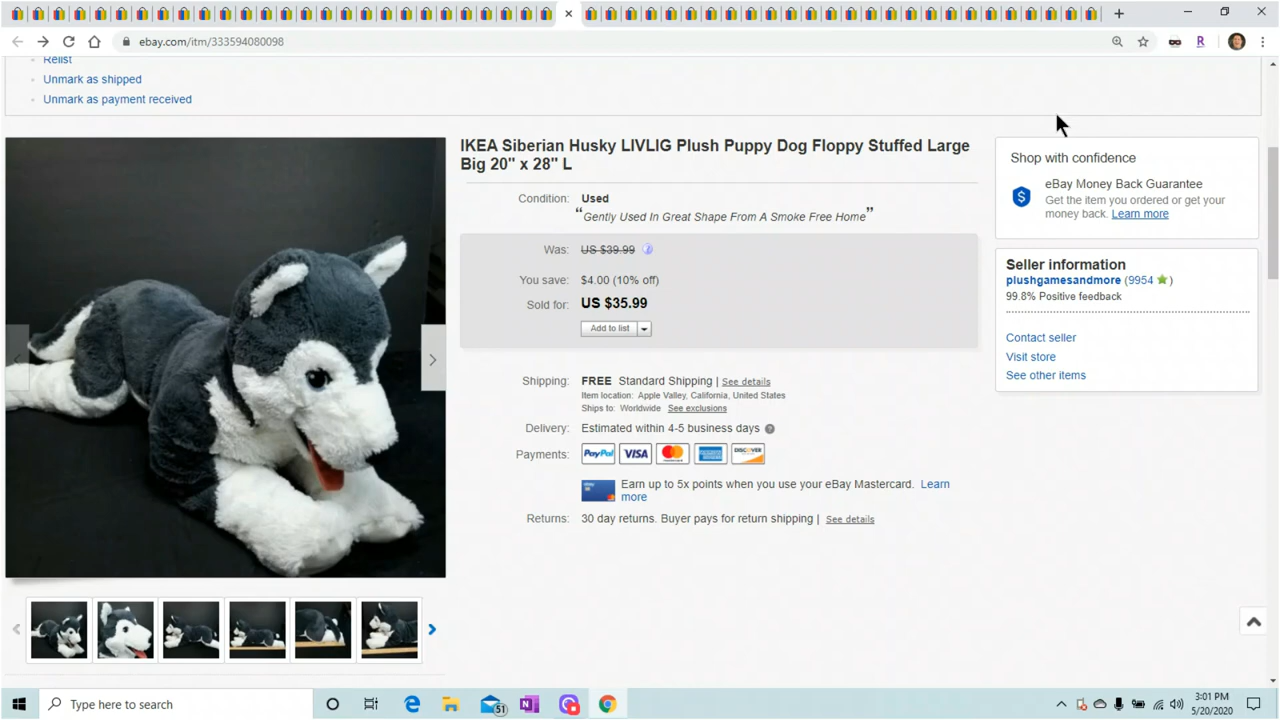 ebay.com/itm/333594080098
Relist
Unmark as shipped
Unmark as payment received
IKEA Siberian Husky LIVLIG Plush Puppy Dog Floppy Stuffed Large
Big 20" x 28" L
Condition: Used
“Gently Used In Great Shape From A Smoke Free Home”
Was: US $39.99
You save: $4.00 (10% off)
Sold for: US $35.99
Add to list
Shipping: FREE Standard Shipping | See details
Item location: Apple Valley, California, United States
Ships to: Worldwide See exclusions
Delivery: Estimated within 4-5 business days ?
Payments: PayPal VISA MasterCard AMERICAN EXPRESS DISCOVER
Earn up to 5x points when you use your eBay Mastercard. Learn
more
Returns: 30 day returns. Buyer pays for return shipping | See details
Shop with confidence
eBay Money Back Guarantee
Get the item you ordered or get your
money back. Learn more
Seller information
plushgamesandmore (9954 )
99.8% Positive feedback
Contact seller
Visit store
See other items
Type here to search
51
3:01 PM
5/20/2020